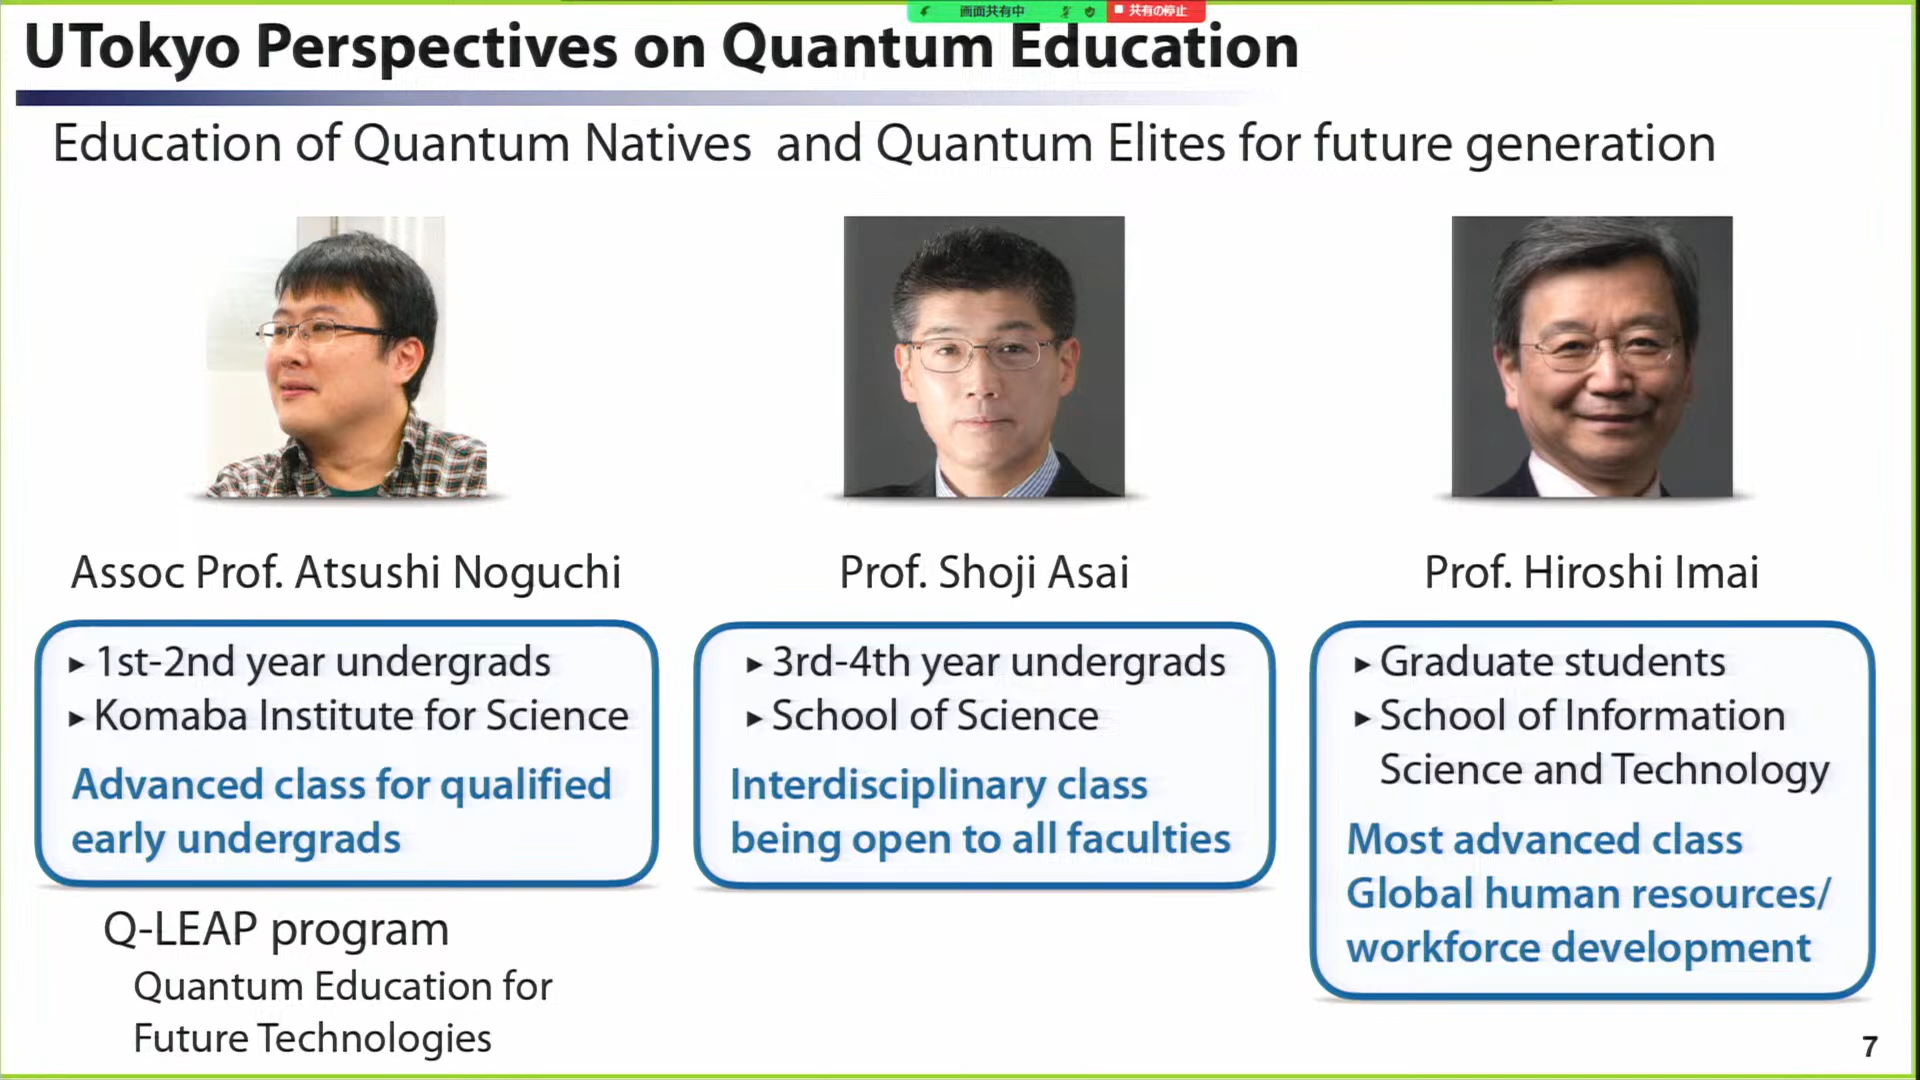 画面共有中
共有の停止
UTokyo Perspectives on Quantum Education
Education of Quantum Natives and Quantum Elites for future generation
Assoc Prof. Atsushi Noguchi
▸ 1st-2nd year undergrads
▸ Komaba Institute for Science
Advanced class for qualified
early undergrads
Q-LEAP program
Quantum Education for
Future Technologies
Prof. Shoji Asai
▸ 3rd-4th year undergrads
▸ School of Science
Interdisciplinary class
being open to all faculties
Prof. Hiroshi Imai
▸ Graduate students
▸ School of Information
Science and Technology
Most advanced class
Global human resources/
workforce development
7